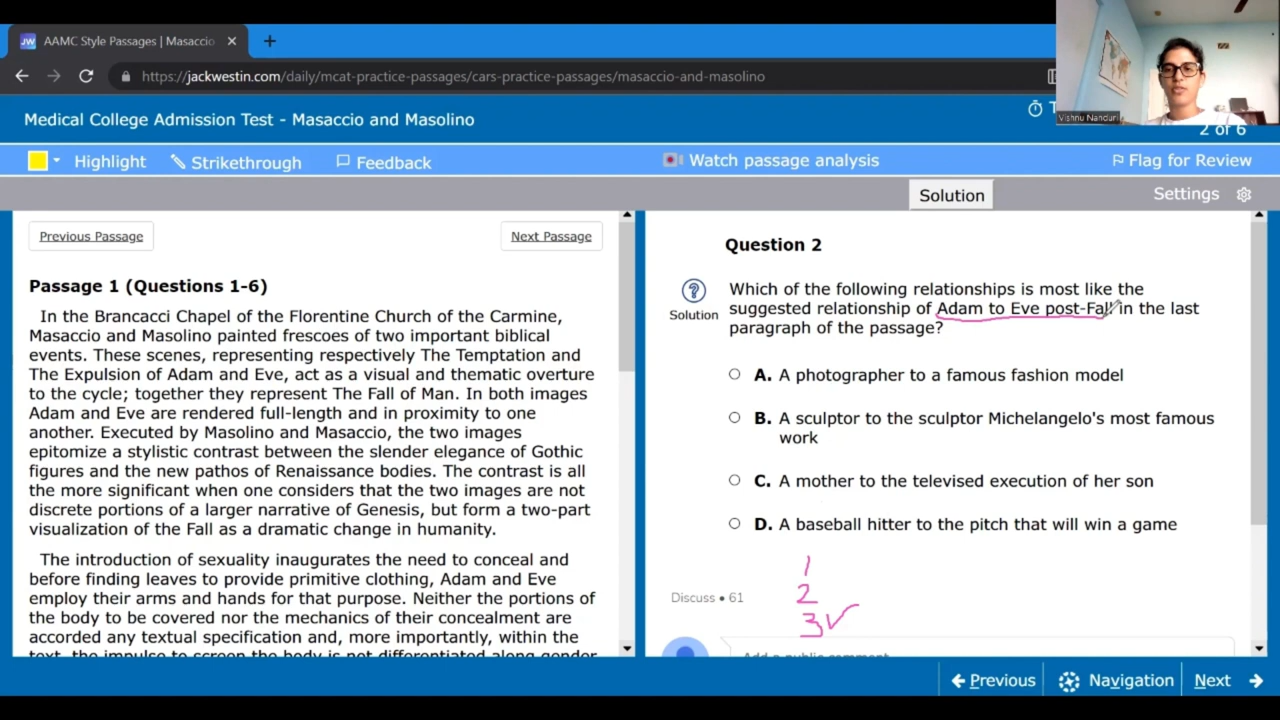 AAMC Style Passages | Masaccio
https://jackwestin.com/daily/mcat-practice-passages/cars-practice-passages/masaccio-and-masolino
Vishnu Nanduri
Medical College Admission Test - Masaccio and Masolino
2 of 6
Highlight
Strikethrough
Feedback
Watch passage analysis
Flag for Review
Solution
Settings
Previous Passage
Next Passage
Passage 1 (Questions 1-6)
In the Brancacci Chapel of the Florentine Church of the Carmine,
Masaccio and Masolino painted frescoes of two important biblical
events. These scenes, representing respectively The Temptation and
The Expulsion of Adam and Eve, act as a visual and thematic overture
to the cycle; together they represent The Fall of Man. In both images
Adam and Eve are rendered full-length and in proximity to one
another. Executed by Masolino and Masaccio, the two images
epitomize a stylistic contrast between the slender elegance of Gothic
figures and the new pathos of Renaissance bodies. The contrast is all
the more significant when one considers that the two images are not
discrete portions of a larger narrative of Genesis, but form a two-part
visualization of the Fall as a dramatic change in humanity.
The introduction of sexuality inaugurates the need to conceal and
before finding leaves to provide primitive clothing, Adam and Eve
employ their arms and hands for that purpose. Neither the portions of
the body to be covered nor the mechanics of their concealment are
accorded any textual specification and, more importantly, within the
text, the impulse to screen the body is not differentiated along gender
Question 2
Solution
Which of the following relationships is most like the
suggested relationship of Adam to Eve post-Fall in the last
paragraph of the passage?
A. A photographer to a famous fashion model
B. A sculptor to the sculptor Michelangelo's most famous
work
C. A mother to the televised execution of her son
D. A baseball hitter to the pitch that will win a game
1
2
3✓
Discuss • 61
Add a public comment
Previous
Navigation
Next